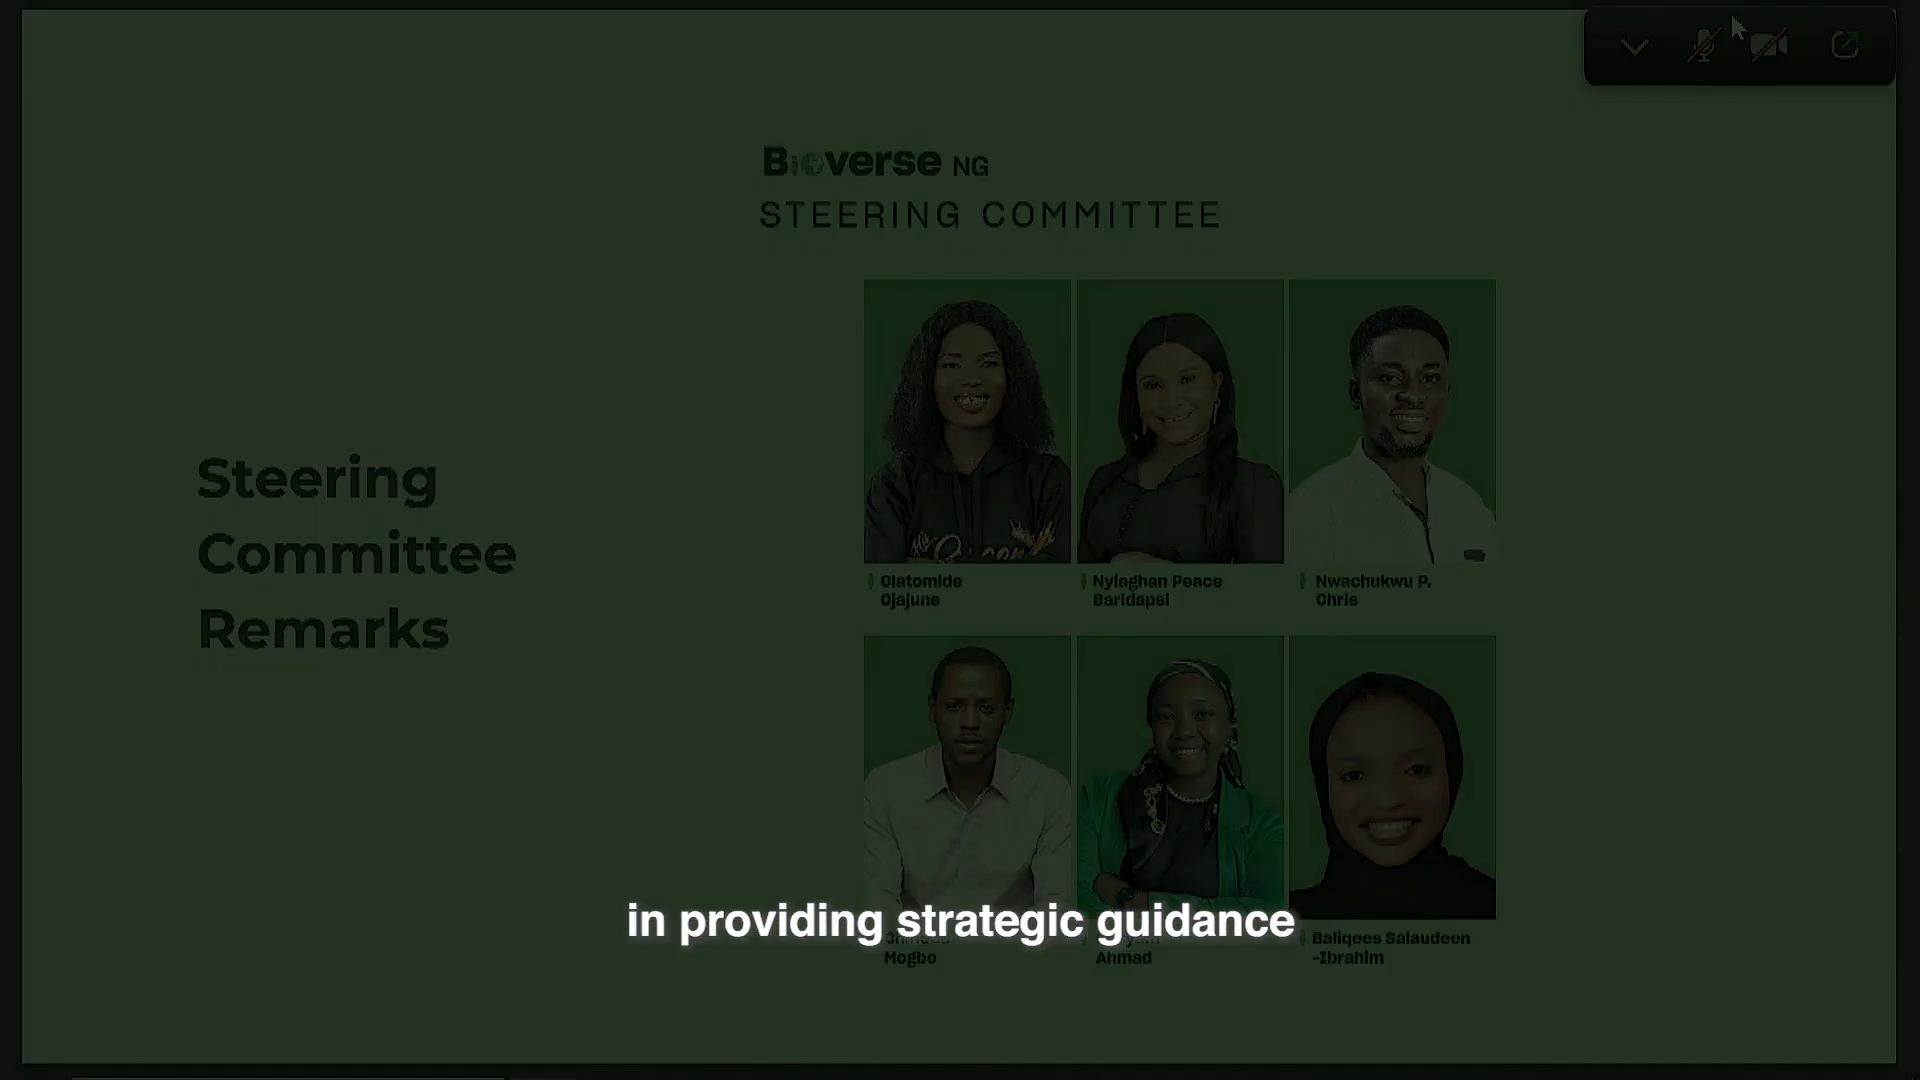 Bioverse NG
STEERING COMMITTEE
Steering
Committee
Remarks
Olatomide
Ojajune
Nyiaghan Peace
Baridapsi
Nwachukwu P.
Chris
Mogbo
Ahmad
Baliqees Salaudeen
-Ibrahim
in providing strategic guidance